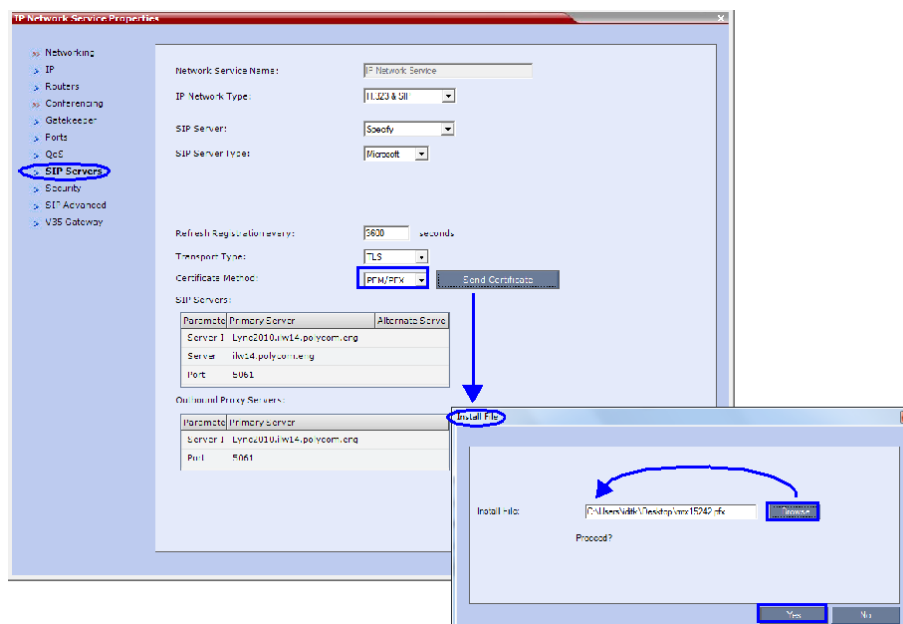 IP Network Service Properties
Networking
IP
Routers
Conferencing
Gatekeeper
Ports
QoS
SIP Servers
Security
SIP Advanced
V35 Gateway
Network Service Name: IP Network Service
IP Network Type: H.323 & SIP
SIP Server: Specify
SIP Server Type: Microsoft
Refresh Registration every: 3600 seconds
Transport Type: TLS
Certificate Method: PEM/PFX Send Certificate
SIP Servers:
Paramete Primary Server Alternate Serve
Server I Lync2010.ilw14.polycom.eng
Server ilw14.polycom.eng
Port 5061
Outbound Proxy Servers:
Paramete Primary Server
Server I Lync2010.ilw14.polycom.eng
Port 5061
Install File
Install File: Browse
Proceed?
Yes No